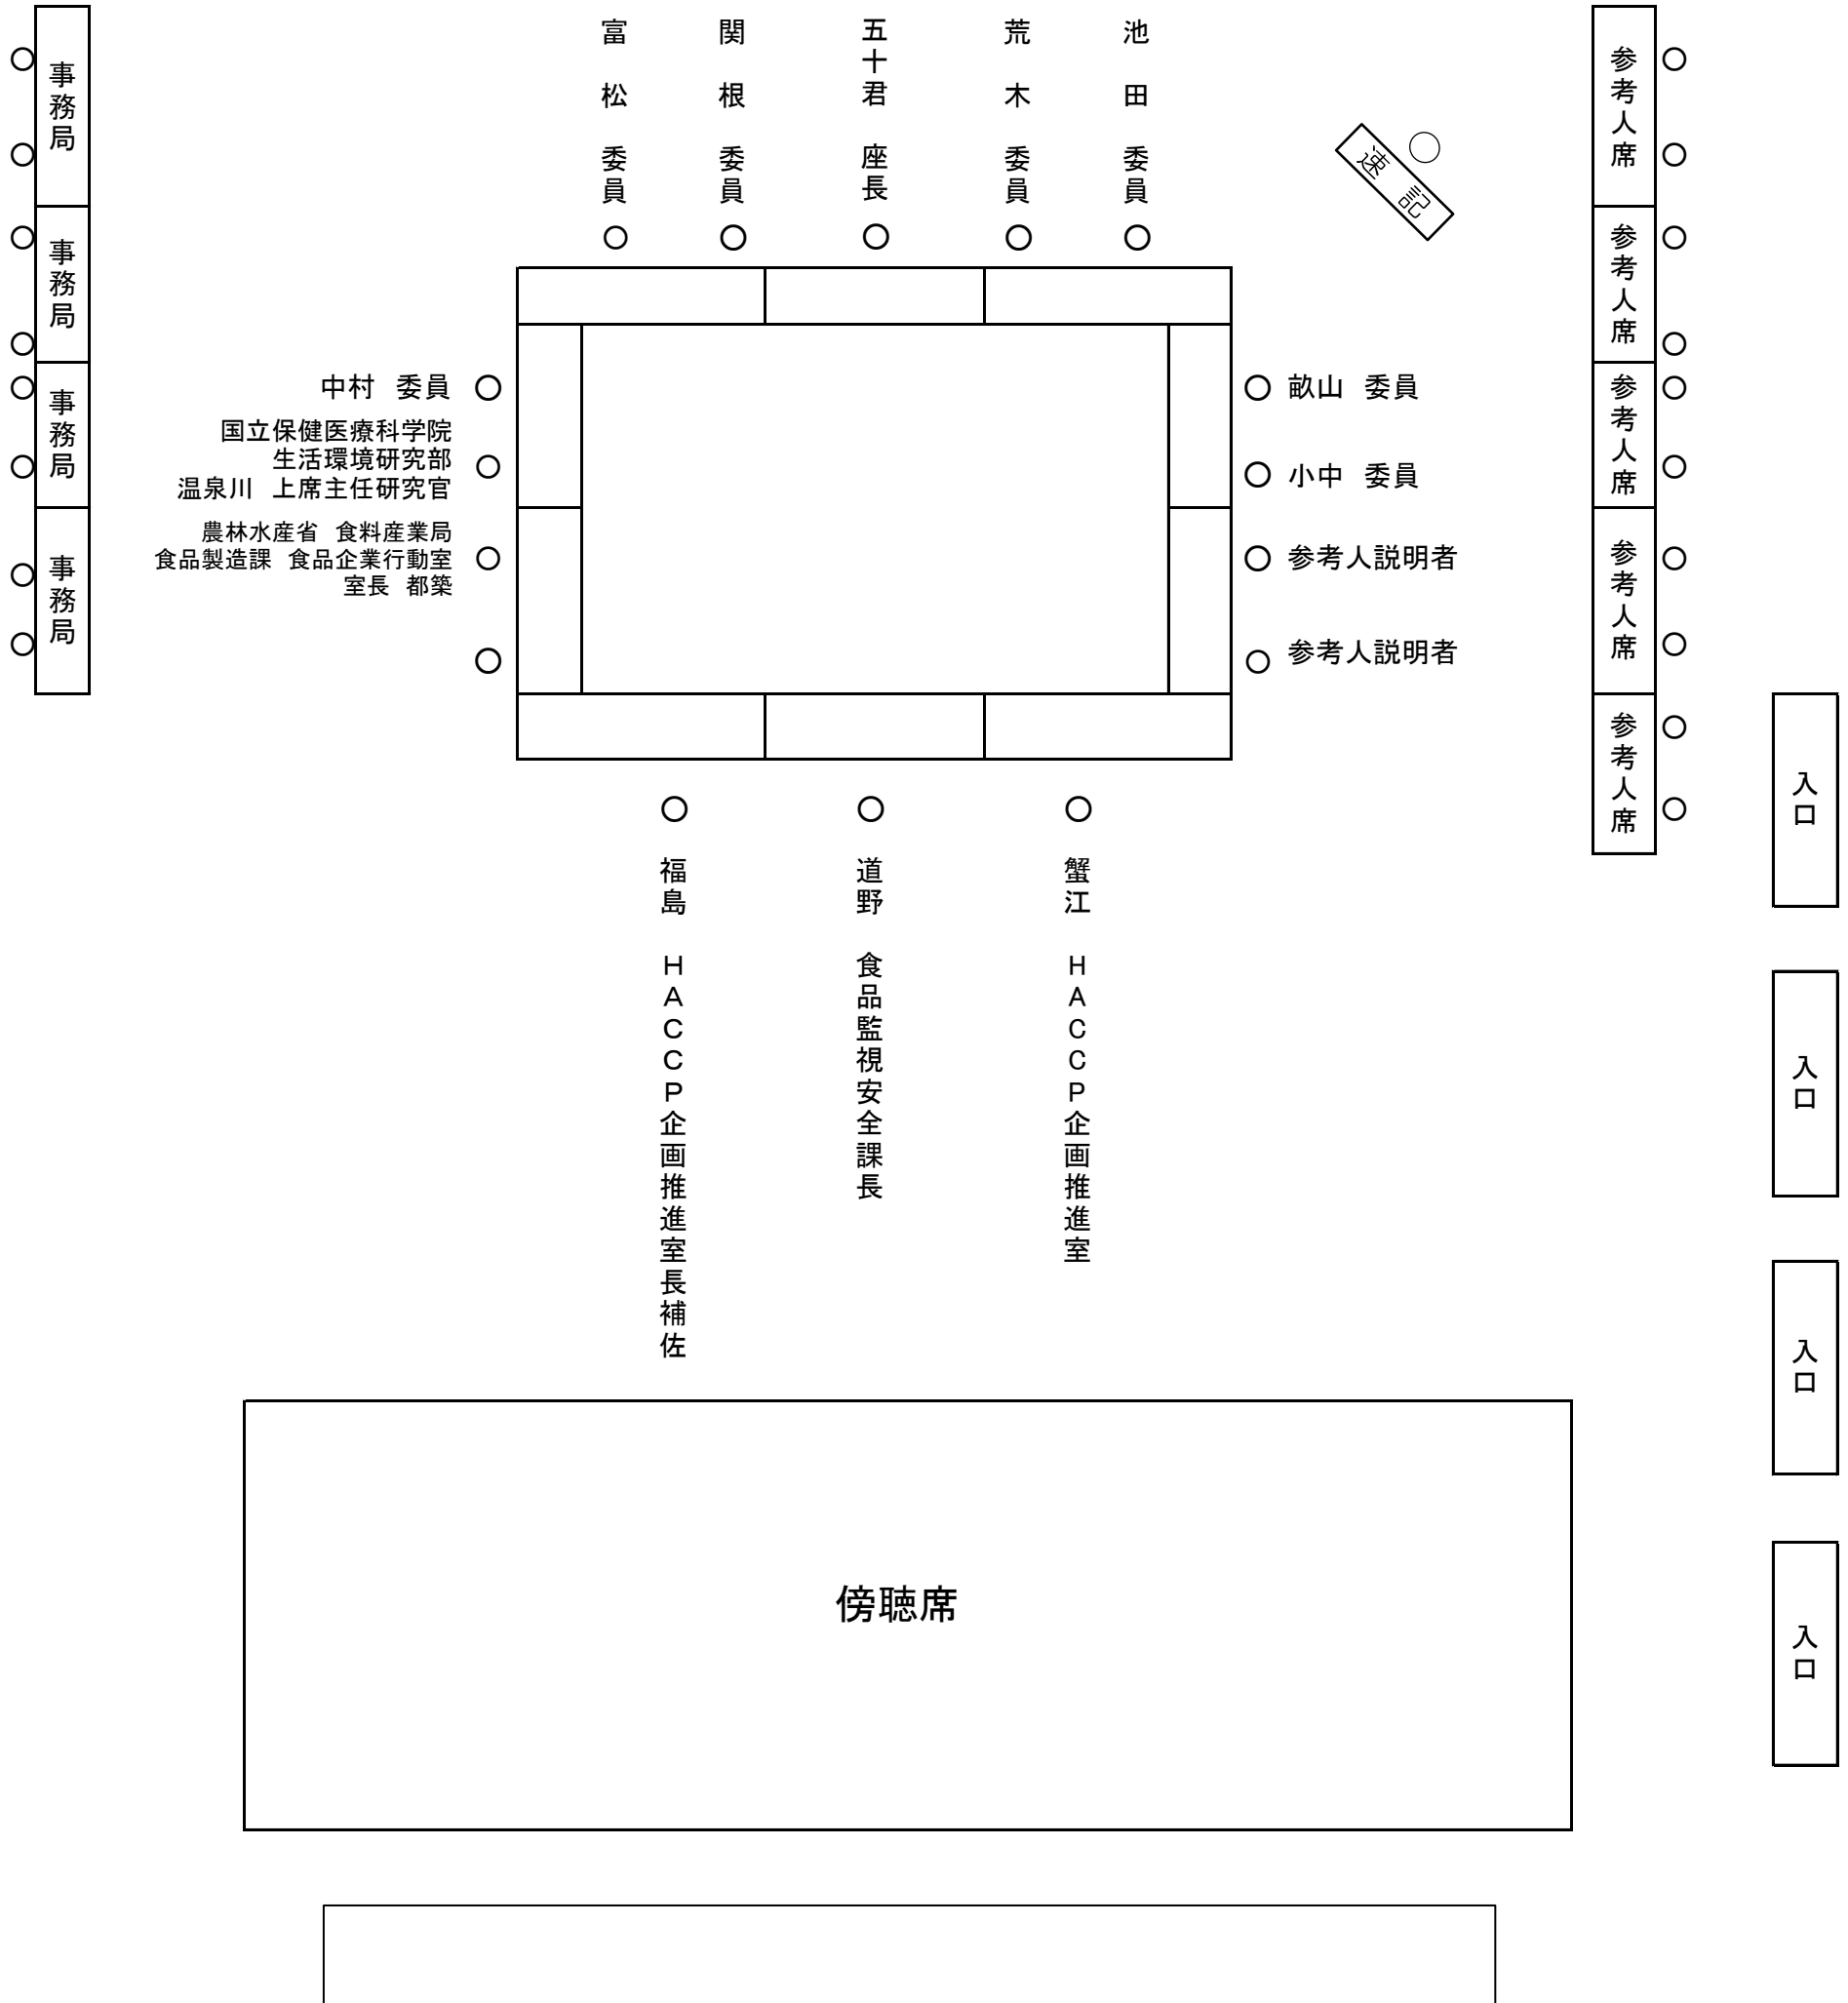 事務局
事務局
事務局
事務局
富松 委員
関根 委員
五十君 座長
荒木 委員
池田 委員
速記
参考人席
参考人席
参考人席
参考人席
参考人席
中村 委員
国立保健医療科学院
生活環境研究部
温泉川 上席主任研究官
農林水産省 食料産業局
食品製造課 食品企業行動室
室長 都築
畝山 委員
小中 委員
参考人説明者
参考人説明者
福島 HACCP企画推進室長補佐
道野 食品監視安全課長
蟹江 HACCP企画推進室
入口
入口
入口
入口
傍聴席